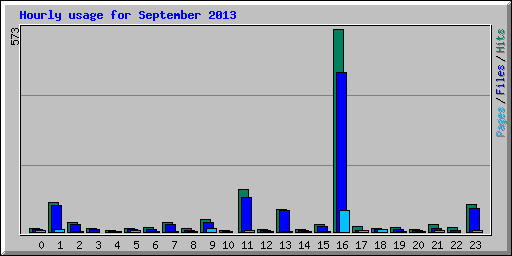 Hourly usage for September 2013
573
Pages/Files/Hits
0 1 2 3 4 5 6 7 8 9 10 11 12 13 14 15 16 17 18 19 20 21 22 23